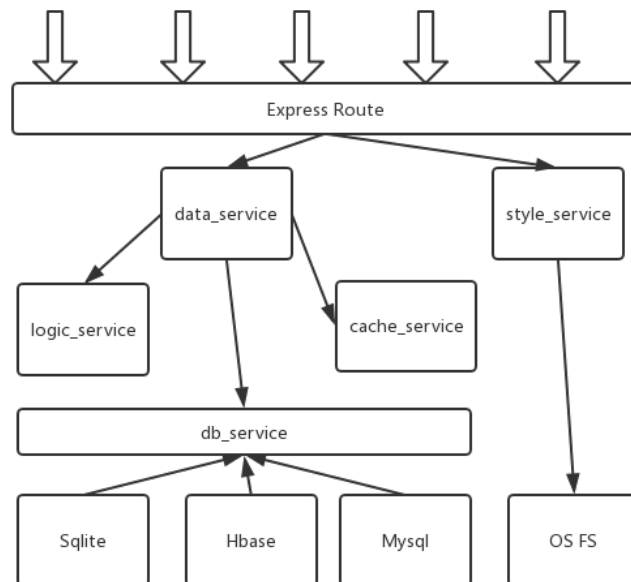 Express Route
data_service
style_service
logic_service
cache_service
db_service
Sqlite
Hbase
Mysql
OS FS